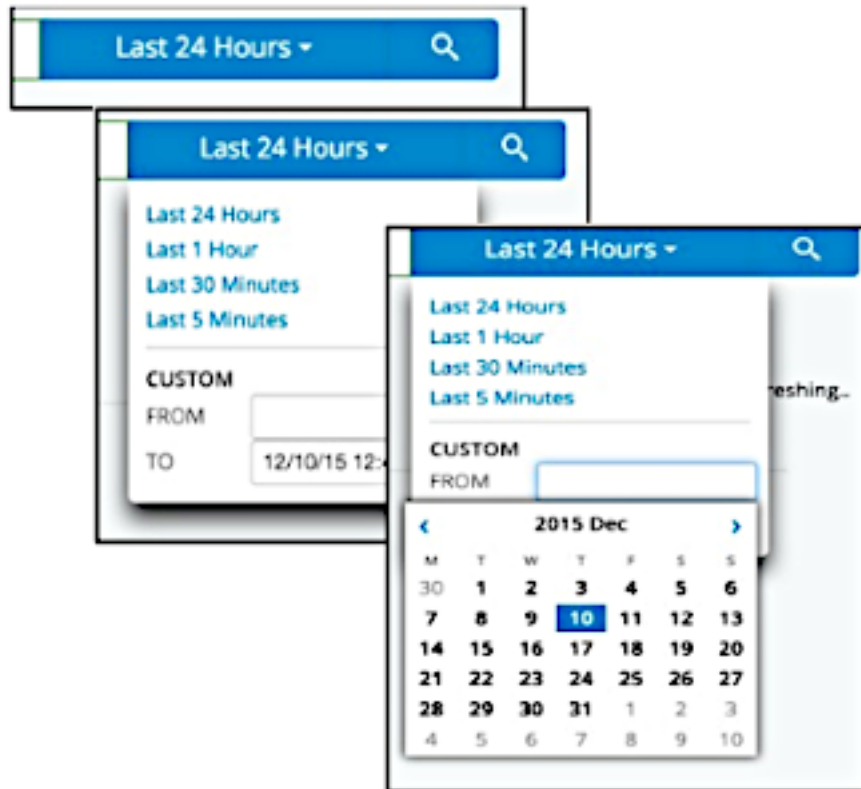 Last 24 Hours
Last 24 Hours
Last 24 Hours
Last 1 Hour
Last 30 Minutes
Last 5 Minutes
CUSTOM
FROM
TO 12/10/15
Last 24 Hours
Last 24 Hours
Last 1 Hour
Last 30 Minutes
Last 5 Minutes
reshing..
CUSTOM
FROM
2015 Dec
M T W T F S S
30 1 2 3 4 5 6
7 8 9 10 11 12 13
14 15 16 17 18 19 20
21 22 23 24 25 26 27
28 29 30 31 1 2 3
4 5 6 7 8 9 10